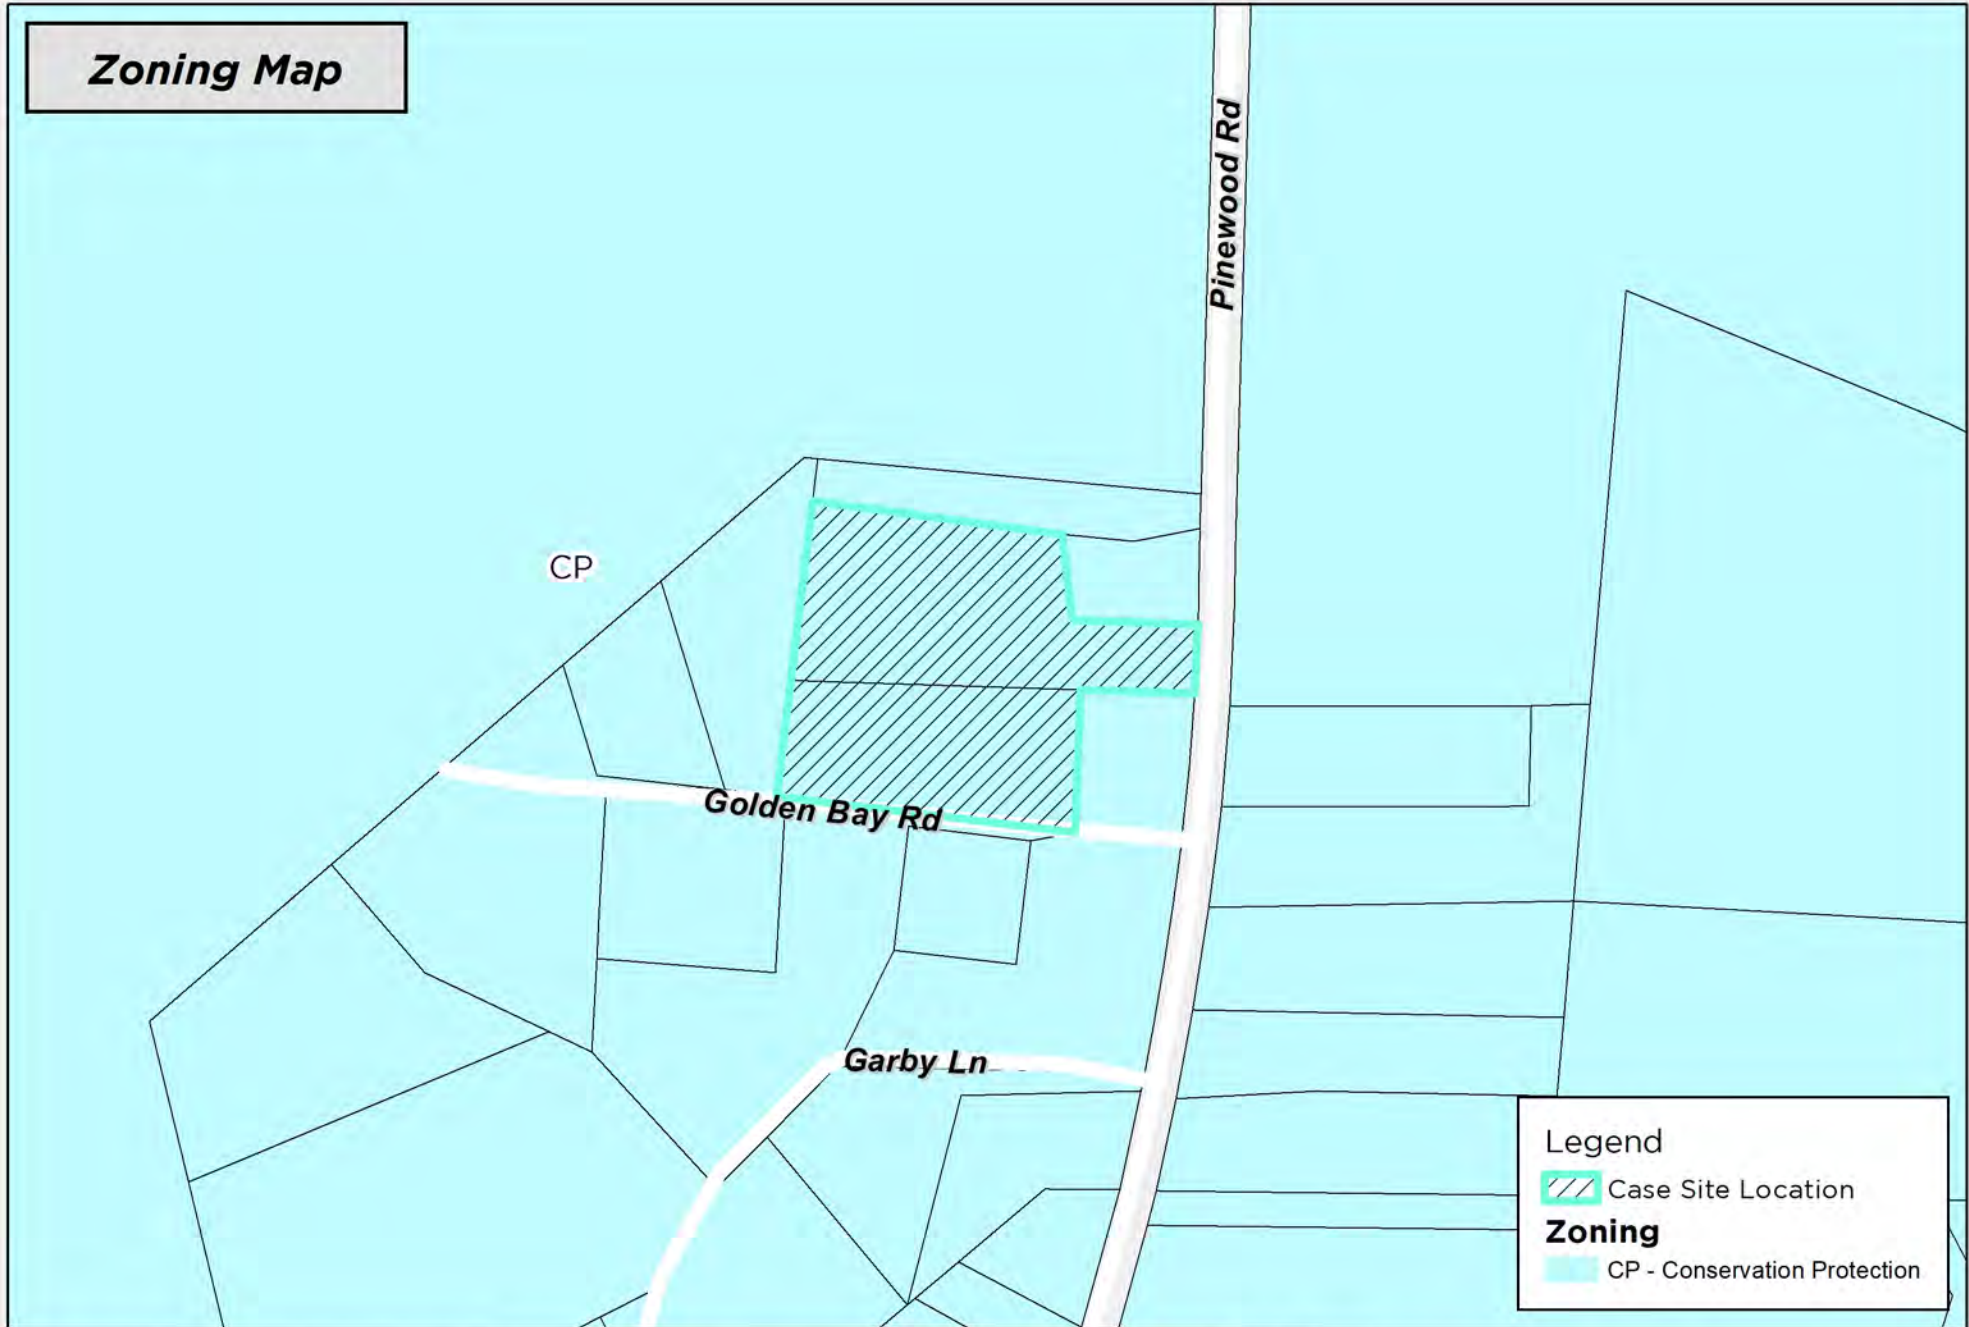 Zoning Map
Pinewood Rd
CP
Golden Bay Rd
Garby Ln
Legend
Case Site Location
Zoning
CP - Conservation Protection